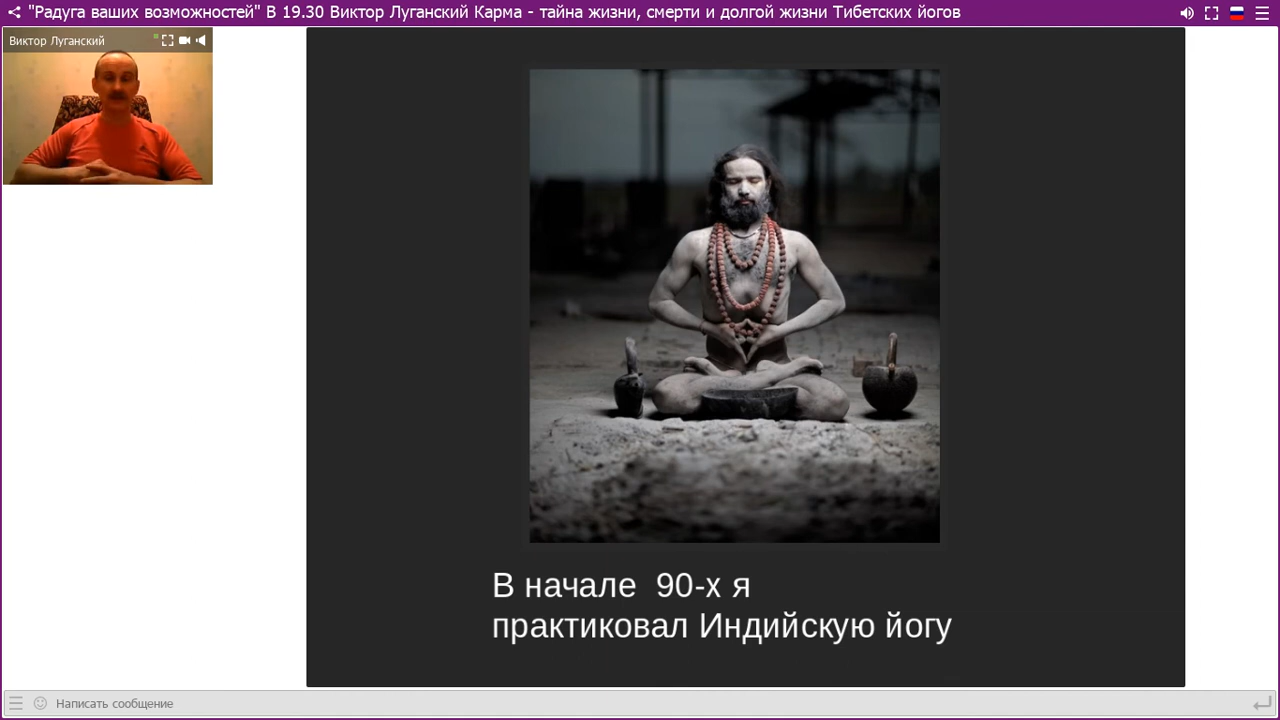 "Радуга ваших возможностей" В 19.30 Виктор Луганский Карма - тайна жизни, смерти и долгой жизни Тибетских йогов
Виктор Луганский
В начале 90-х я
практиковал Индийскую йогу
Написать сообщение